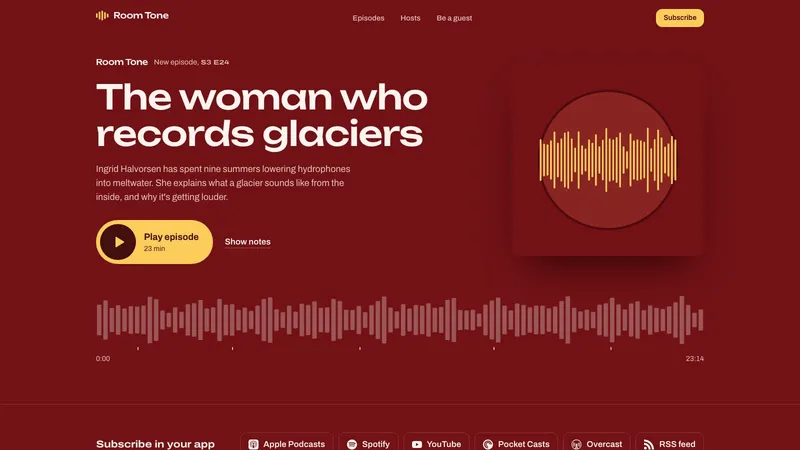 Room Tone
Episodes
Hosts
Be a guest
Subscribe
Room Tone New episode, S3 E24
The woman who
records glaciers
Ingrid Halvorsen has spent nine summers lowering hydrophones
into meltwater. She explains what a glacier sounds like from the
inside, and why it's getting louder.
Play episode
23 min
Show notes
0:00
23:14
Subscribe in your app
Apple Podcasts
Spotify
YouTube
Pocket Casts
Overcast
RSS feed